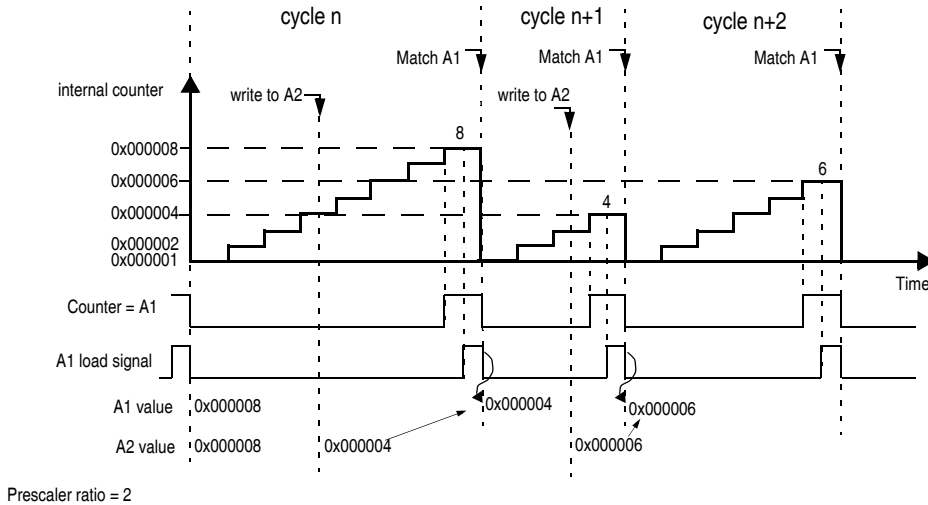 cycle n
cycle n+1
cycle n+2
Match A1
Match A1
Match A1
internal counter
write to A2
write to A2
8
0x000008
0x000006
6
0x000004
4
0x000002
0x000001
Time
Counter = A1
A1 load signal
A1 value
0x000008
0x000004
0x000006
A2 value
0x000008
0x000004
0x000006
Prescaler ratio = 2